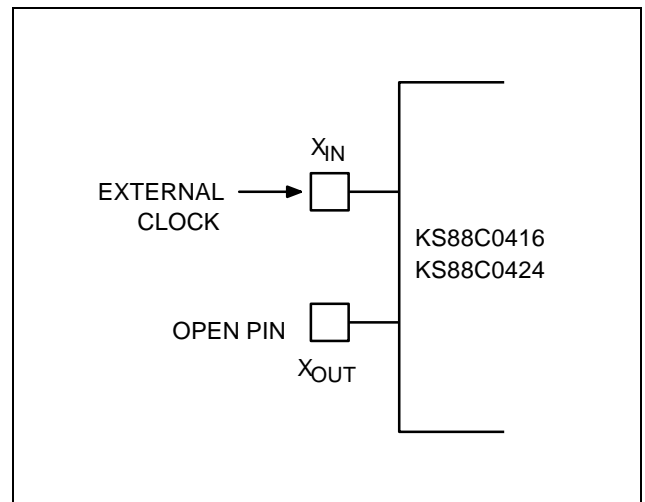 XIN
EXTERNAL
CLOCK
KS88C0416
KS88C0424
OPEN PIN
XOUT